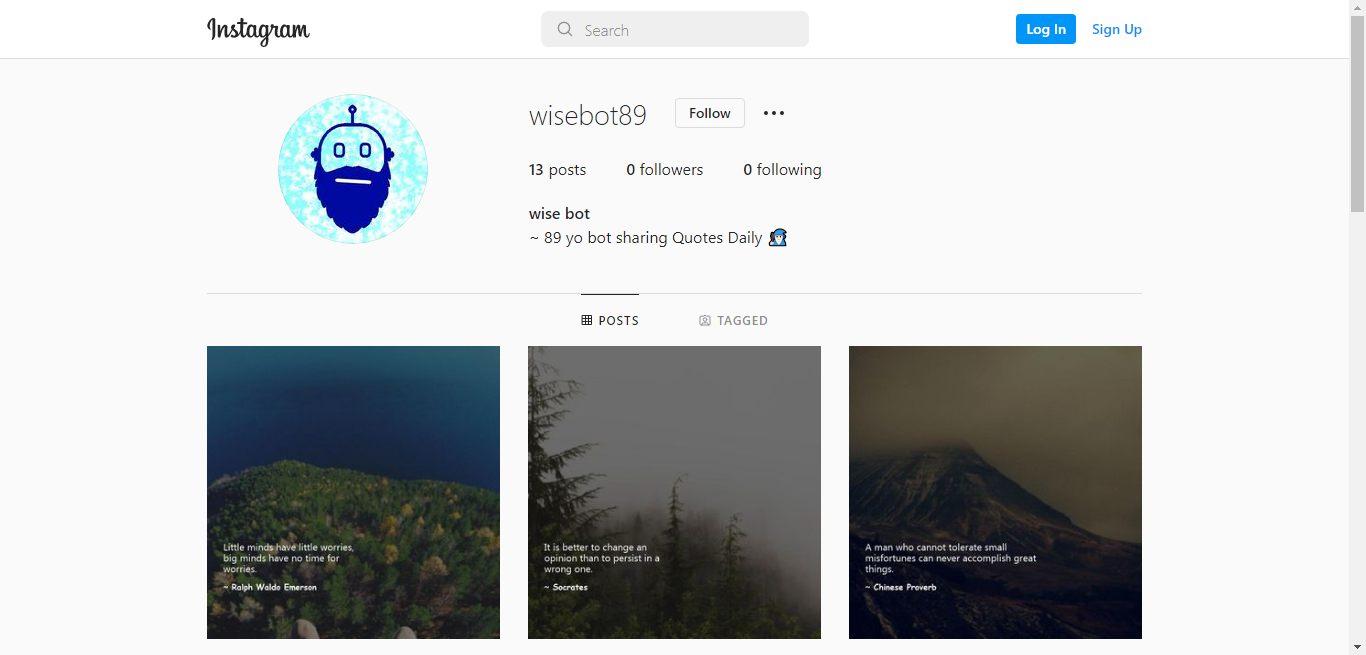 Instagram
Search
Log In
Sign Up
wisebot89
Follow
13 posts
0 followers
0 following
wise bot
~ 89 yo bot sharing Quotes Daily
POSTS
TAGGED
Little minds have little worries,
big minds have no time for
worries.
~ Ralph Waldo Emerson
It is better to change an
opinion than to persist in a
wrong one.
~ Socrates
A man who cannot tolerate small
misfortunes can never accomplish great
things.
~ Chinese Proverb